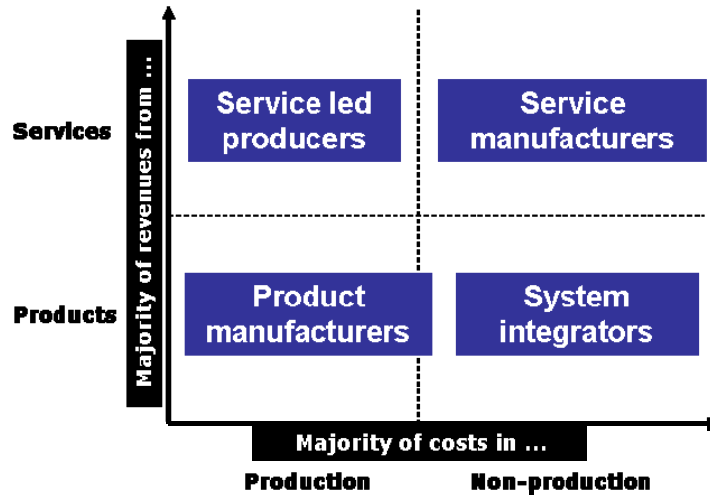 Majority of revenues from ...
Services
Service led
producers
Service
manufacturers
Products
Product
manufacturers
System
integrators
Majority of costs in ...
Production
Non-production